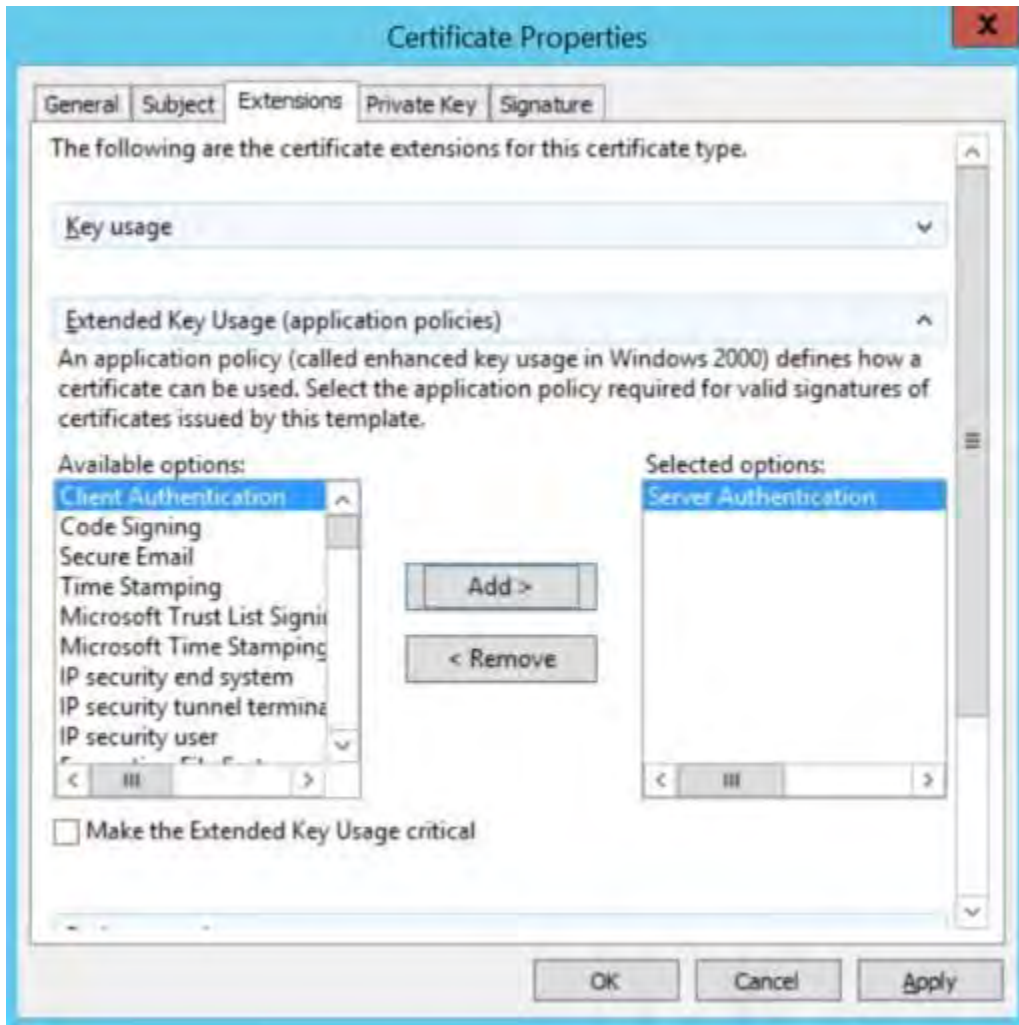 Certificate Properties
x
General Subject Extensions Private Key Signature
The following are the certificate extensions for this certificate type.
Key usage
Extended Key Usage (application policies)
An application policy (called enhanced key usage in Windows 2000) defines how a
certificate can be used. Select the application policy required for valid signatures of
certificates issued by this template.
Available options:
Client Authentication
Code Signing
Secure Email
Time Stamping
Microsoft Trust List Signi
Microsoft Time Stamping
IP security end system
IP security tunnel termina
IP security user
Add >
< Remove
Selected options:
Server Authentication
Make the Extended Key Usage critical
OK Cancel Apply